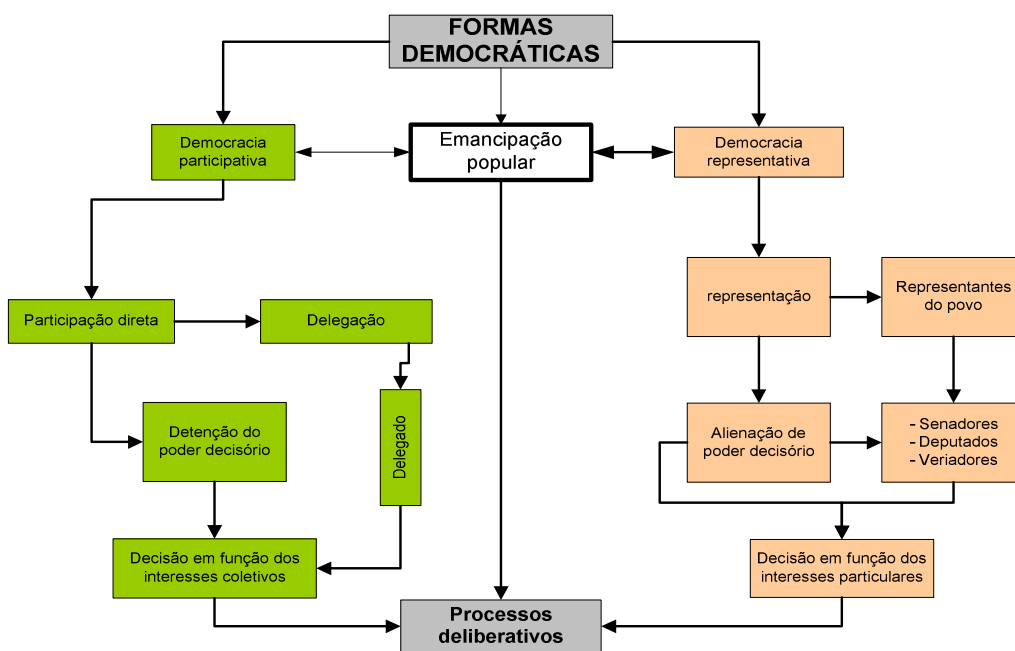 FORMAS
DEMOCRÁTICAS
Democracia
participativa
Emancipação
popular
Democracia
representativa
Participação direta
Delegação
representação
Representantes
do povo
Detenção do
poder decisório
Delegado
Alienação de
poder decisório
- Senadores
- Deputados
- Veriadores
Decisão em função dos
interesses coletivos
Decisão em função dos
interesses particulares
Processos
deliberativos